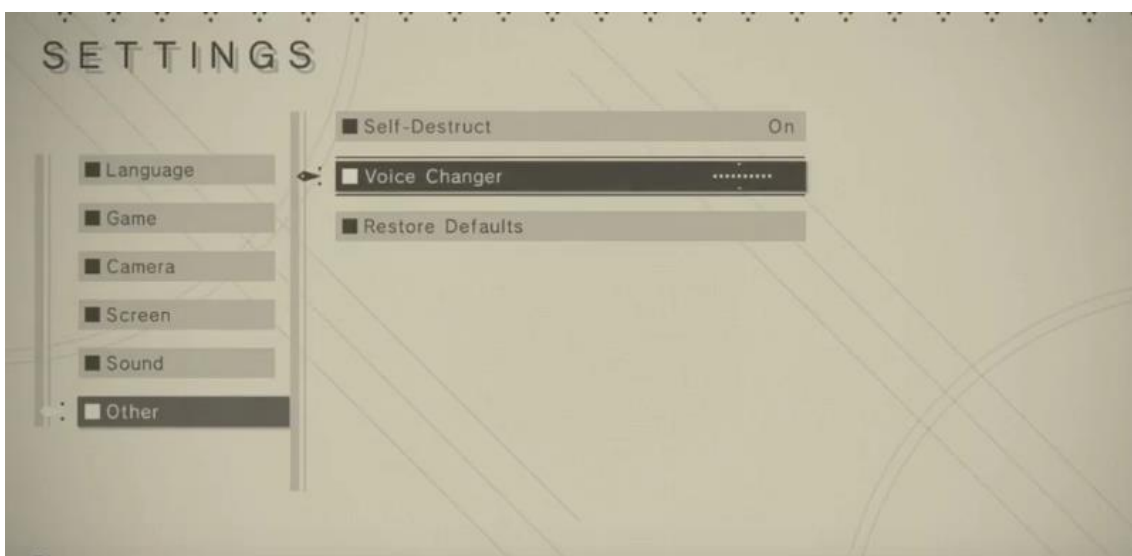 SETTINGS
Language
Game
Camera
Screen
Sound
Other
Self-Destruct On
Voice Changer
Restore Defaults